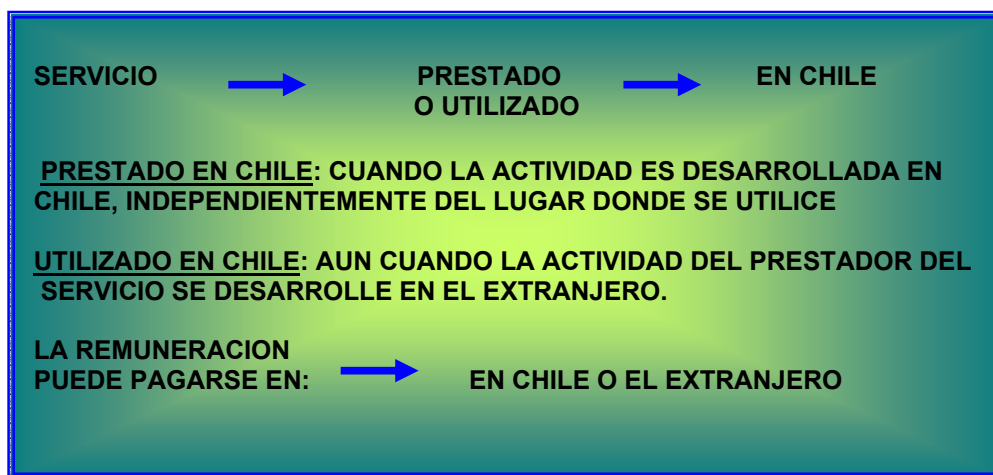 SERVICIO PRESTADO EN CHILE
O UTILIZADO
PRESTADO EN CHILE: CUANDO LA ACTIVIDAD ES DESARROLLADA EN
CHILE, INDEPENDIENTEMENTE DEL LUGAR DONDE SE UTILICE
UTILIZADO EN CHILE: AUN CUANDO LA ACTIVIDAD DEL PRESTADOR DEL
SERVICIO SE DESARROLLE EN EL EXTRANJERO.
LA REMUNERACION
PUEDE PAGARSE EN: EN CHILE O EL EXTRANJERO